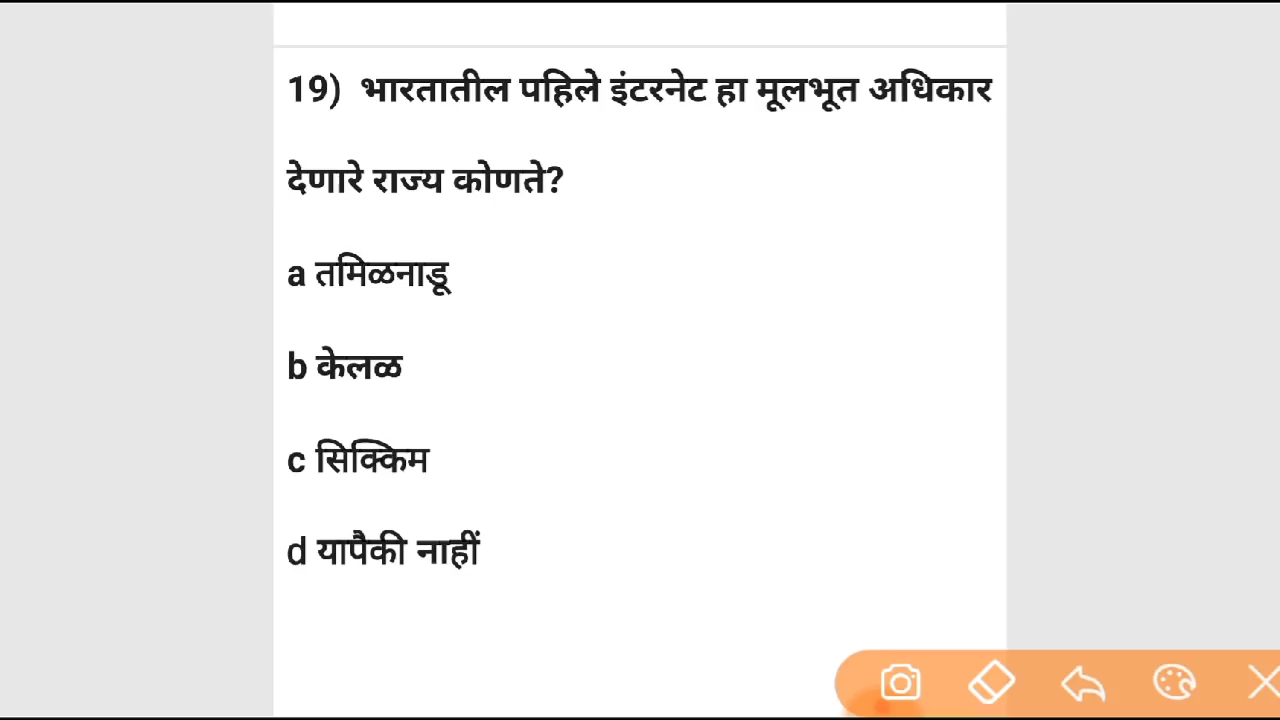 19) भारतातील पहिले इंटरनेट हा मूलभूत अधिकार
देणारे राज्य कोणते?
a तमिळनाडू
b केलळ
c सिक्किम
d यापैकी नाहीं